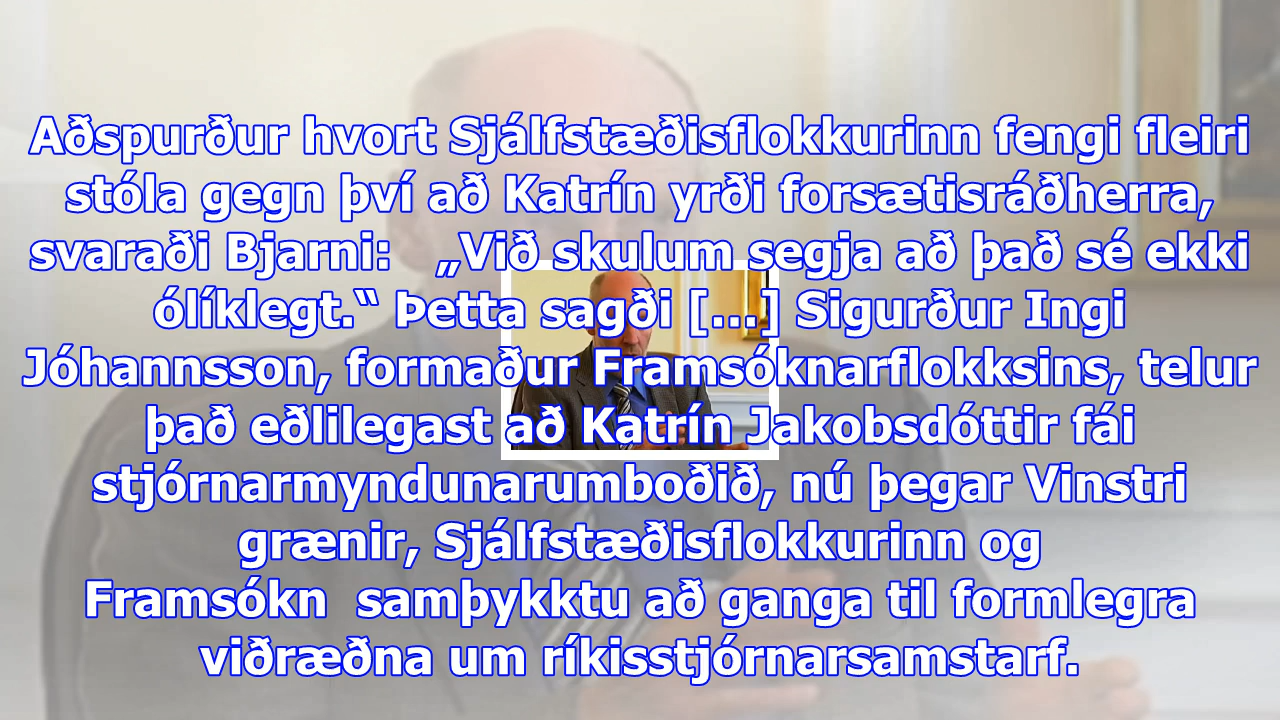 Aðspurður hvort Sjálfstæðisflokkurinn fengi fleiri
stóla gegn því að Katrín yrði forsætisráðherra,
svaraði Bjarni: „Við skulum segja að það sé ekki
ólíklegt.“ Þetta sagði [...] Sigurður Ingi
Jóhannsson, formaður Framsóknarflokksins, telur
það eðlilegast að Katrín Jakobsdóttir fái
stjórnarmyndunarumboðið, nú þegar Vinstri
grænir, Sjálfstæðisflokkurinn og
Framsókn samþykktu að ganga til formlegra
viðræðna um ríkisstjórnarsamstarf.